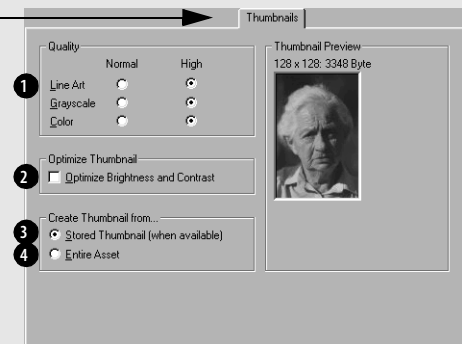 Thumbnails
Quality
Normal High
1 Line Art
Grayscale
Color
Optimize Thumbnail
2 Optimize Brightness and Contrast
Create Thumbnail from...
3 Stored Thumbnail (when available)
4 Entire Asset
Thumbnail Preview
128 x 128: 3348 Byte